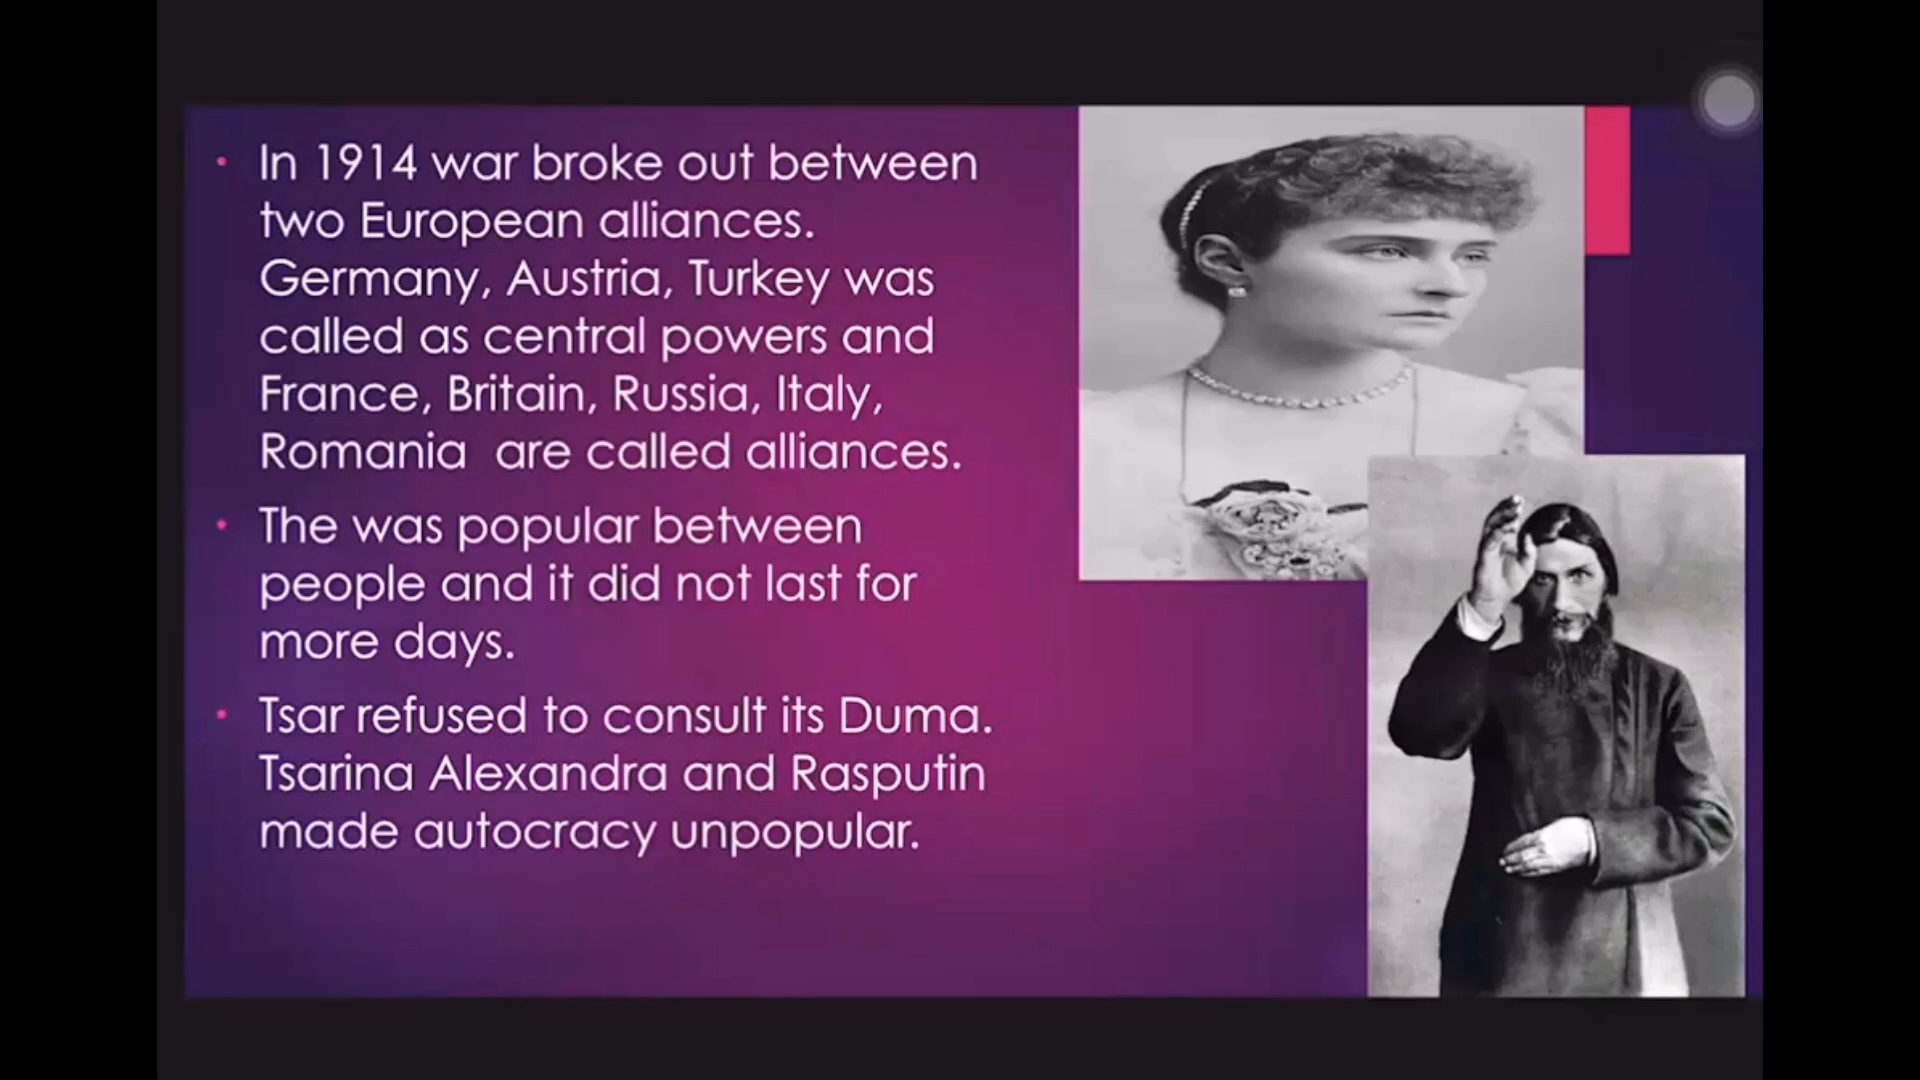 In 1914 war broke out between
two European alliances.
Germany, Austria, Turkey was
called as central powers and
France, Britain, Russia, Italy,
Romania are called alliances.
The was popular between
people and it did not last for
more days.
Tsar refused to consult its Duma.
Tsarina Alexandra and Rasputin
made autocracy unpopular.